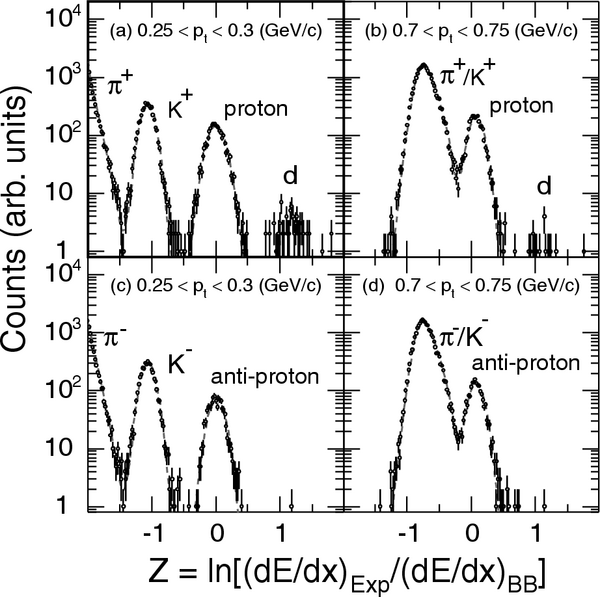 (a) 0.25 < pt < 0.3 (GeV/c)
(b) 0.7 < pt < 0.75 (GeV/c)
10⁴
10³
10²
10
1
π⁺
K⁺
proton
d
π⁺/K⁺
proton
d
Counts (arb. units)
(c) 0.25 < pt < 0.3 (GeV/c)
(d) 0.7 < pt < 0.75 (GeV/c)
10⁴
10³
10²
10
1
π⁻
K⁻
anti-proton
π⁻/K⁻
anti-proton
-1 0 1
-1 0 1
Z = ln[(dE/dx)Exp/(dE/dx)BB]